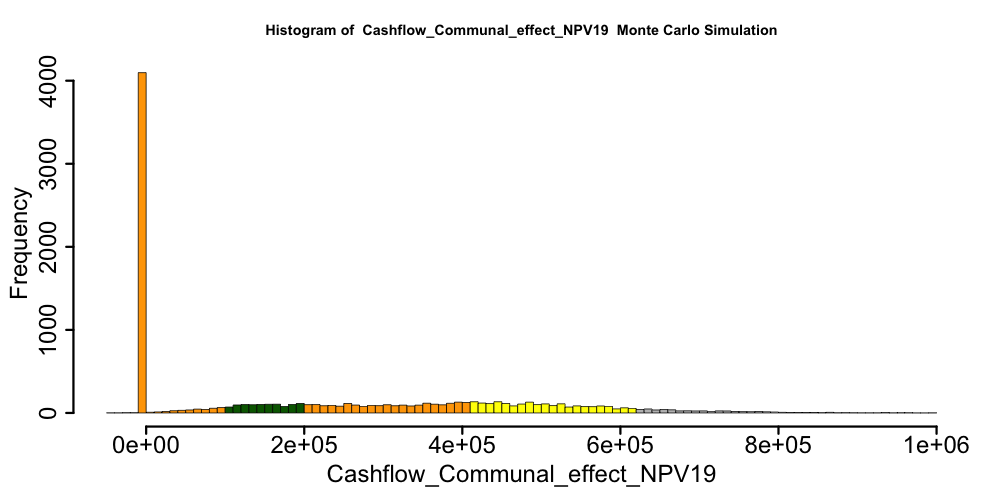 Histogram of  Cashflow_Communal_effect_NPV19  Monte Carlo Simulation
Frequency
4000
3000
2000
1000
0
0e+00 2e+05 4e+05 6e+05 8e+05 1e+06
Cashflow_Communal_effect_NPV19